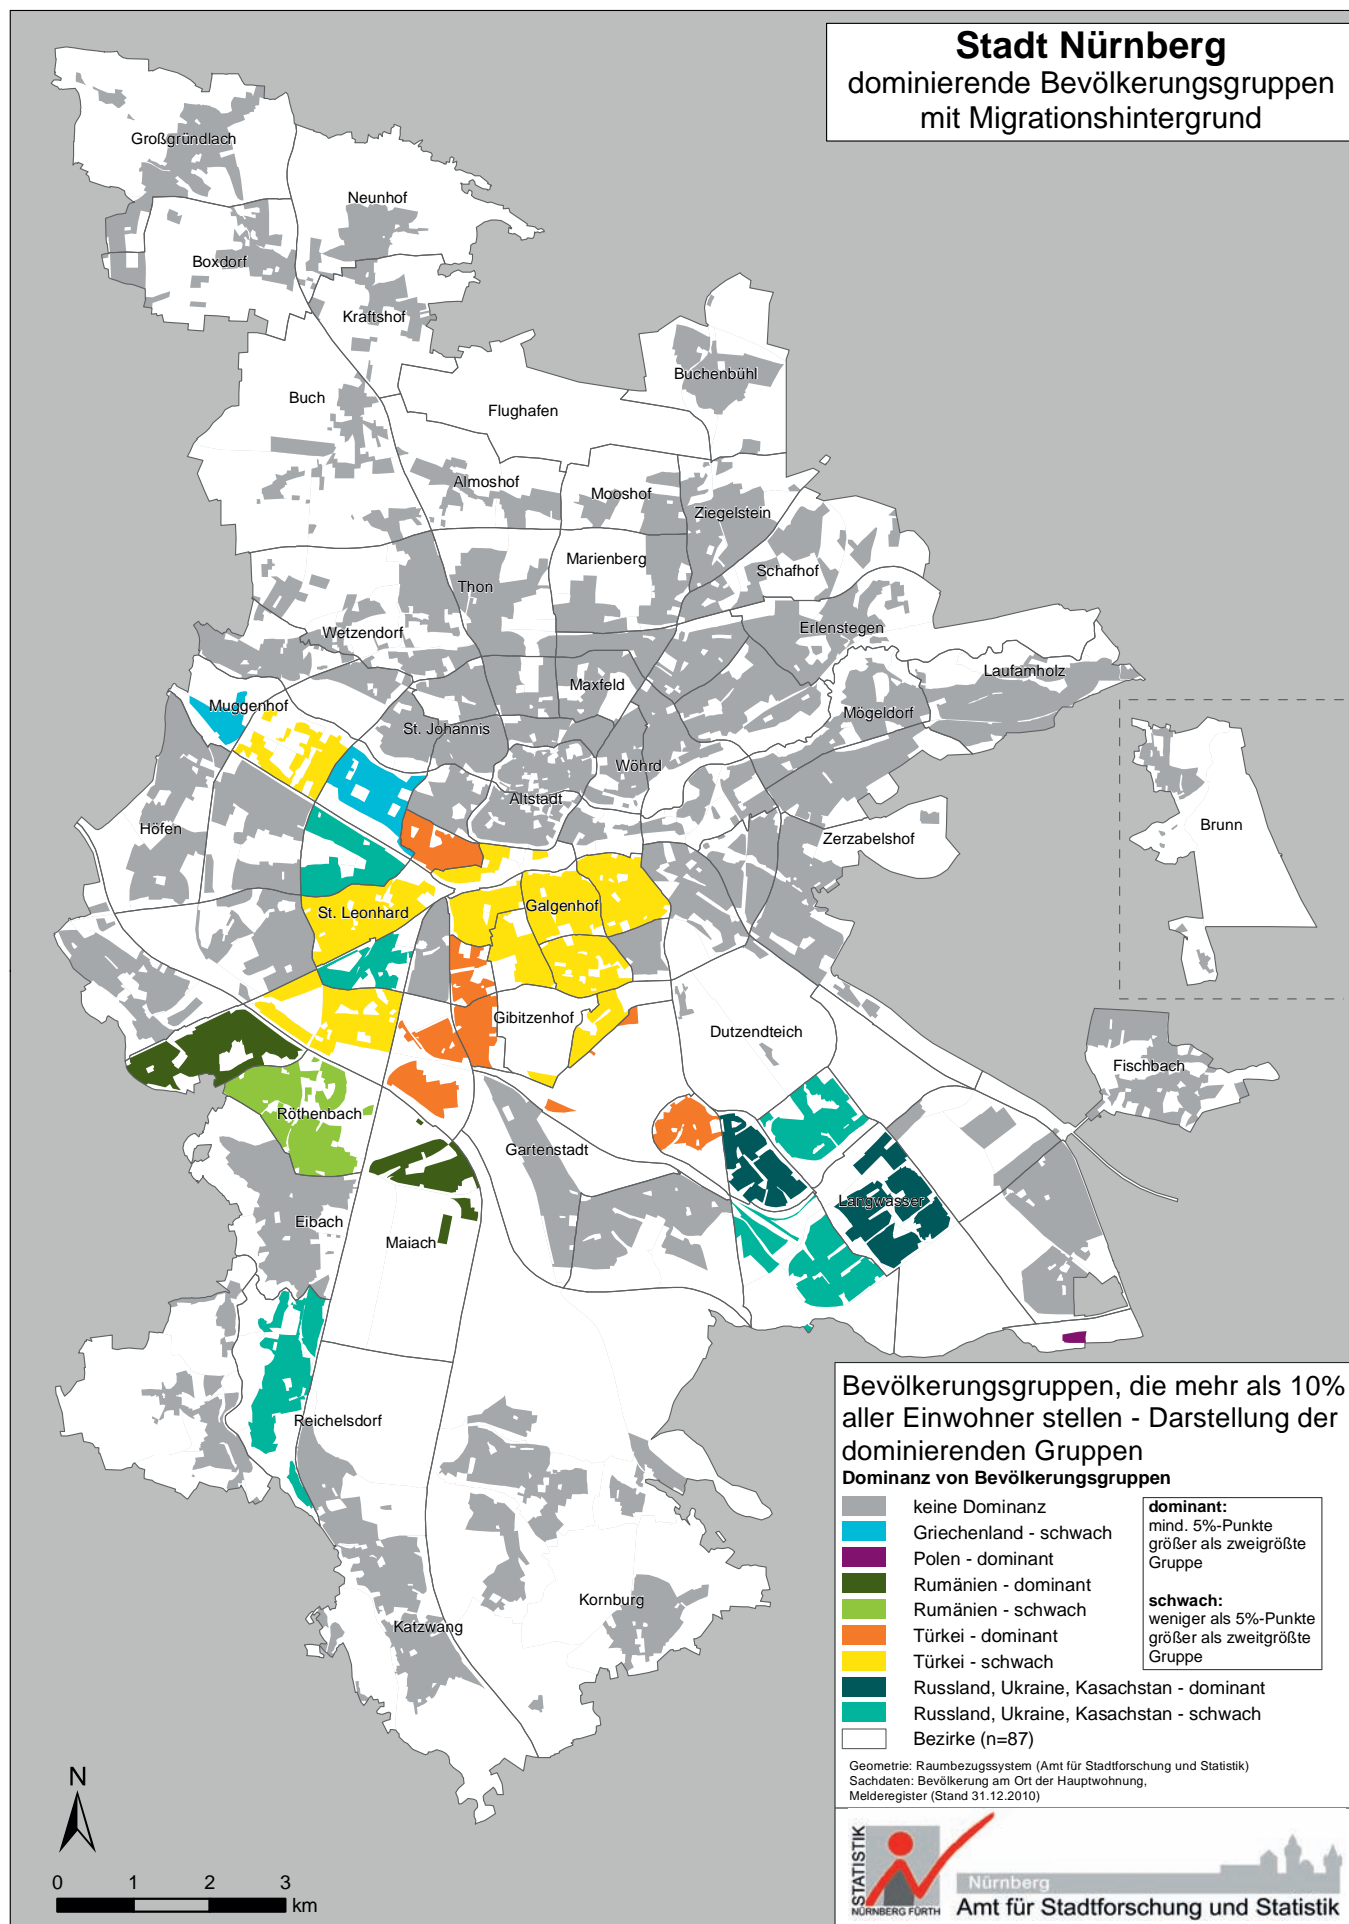 Stadt Nürnberg
dominierende Bevölkerungsgruppen
mit Migrationshintergrund
Großgründlach
Neunhof
Boxdorf
Kraftshof
Buchenbühl
Buch
Flughafen
Almoshof
Mooshof
Ziegelstein
Marienberg
Schafhof
Thon
Erlenstegen
Wetzendorf
Laufamholz
Maxfeld
Muggenhof
Mögeldorf
St. Johannis
Wöhrd
Altstadt
Höfen
Brunn
Zerzabelshof
Galgenhof
St. Leonhard
Gibitzenhof
Dutzendteich
Fischbach
Röthenbach
Gartenstadt
Langwasser
Eibach
Maiach
Reichelsdorf
Kornburg
Katzwang
Bevölkerungsgruppen, die mehr als 10%
aller Einwohner stellen - Darstellung der
dominierenden Gruppen
Dominanz von Bevölkerungsgruppen
keine Dominanz
Griechenland - schwach
Polen - dominant
Rumänien - dominant
Rumänien - schwach
Türkei - dominant
Türkei - schwach
Russland, Ukraine, Kasachstan - dominant
Russland, Ukraine, Kasachstan - schwach
Bezirke (n=87)
dominant:
mind. 5%-Punkte
größer als zweigrößte
Gruppe
schwach:
weniger als 5%-Punkte
größer als zweitgrößte
Gruppe
Geometrie: Raumbezugssystem (Amt für Stadtforschung und Statistik)
Sachdaten: Bevölkerung am Ort der Hauptwohnung,
Melderegister (Stand 31.12.2010)
N
0 1 2 3
km
STATISTIK
NÜRNBERG FÜRTH
Nürnberg
Amt für Stadtforschung und Statistik